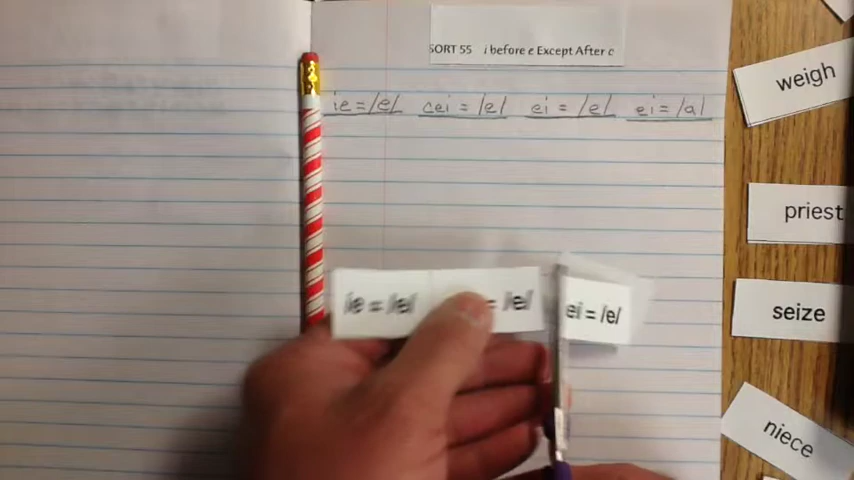 SORT 55 i before e Except After c
ie = /e/ cei = /e/ ei = /e/ ei = /a/
weigh
priest
ie = /e/ = /e/ ei = /e/
seize
niece